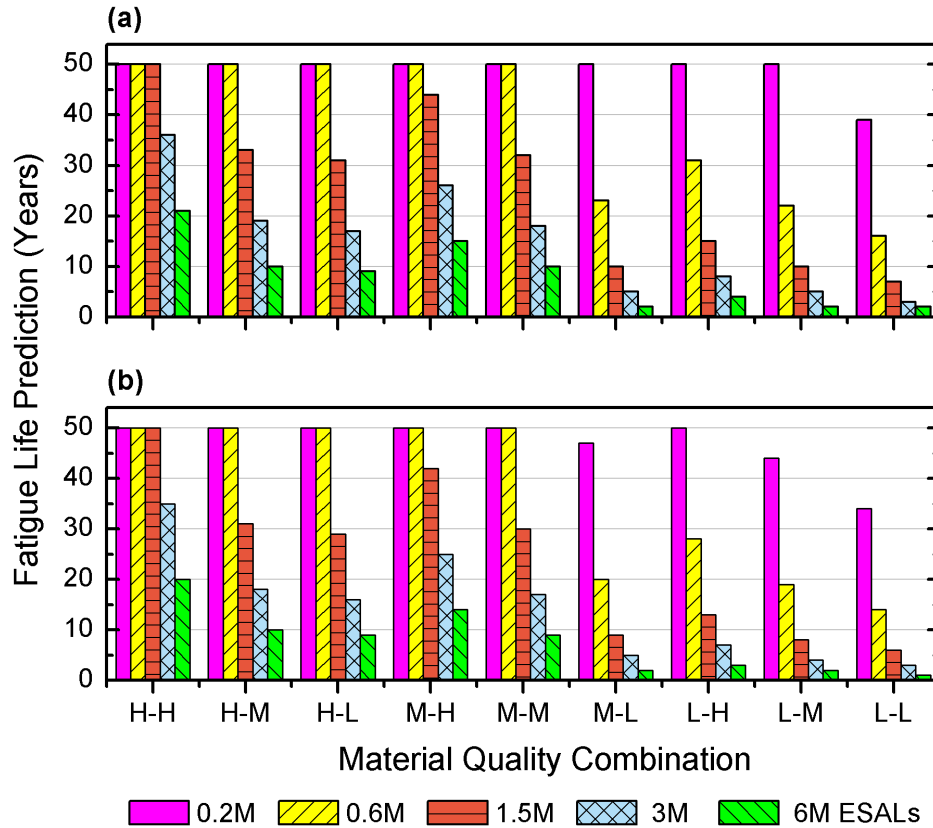 (a)
50
40
30
20
10
0
(b)
50
40
30
20
10
0
Fatigue Life Prediction (Years)
H-H H-M H-L M-H M-M M-L L-H L-M L-L
Material Quality Combination
0.2M 0.6M 1.5M 3M 6M ESALs